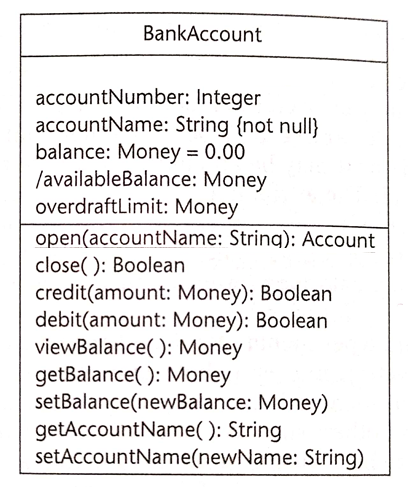 BankAccount
accountNumber: Integer
accountName: String {not null}
balance: Money = 0.00
/availableBalance: Money
overdraftLimit: Money
open(accountName: String): Account
close( ): Boolean
credit(amount: Money): Boolean
debit(amount: Money): Boolean
viewBalance( ): Money
getBalance( ): Money
setBalance(newBalance: Money)
getAccountName( ): String
setAccountName(newName: String)